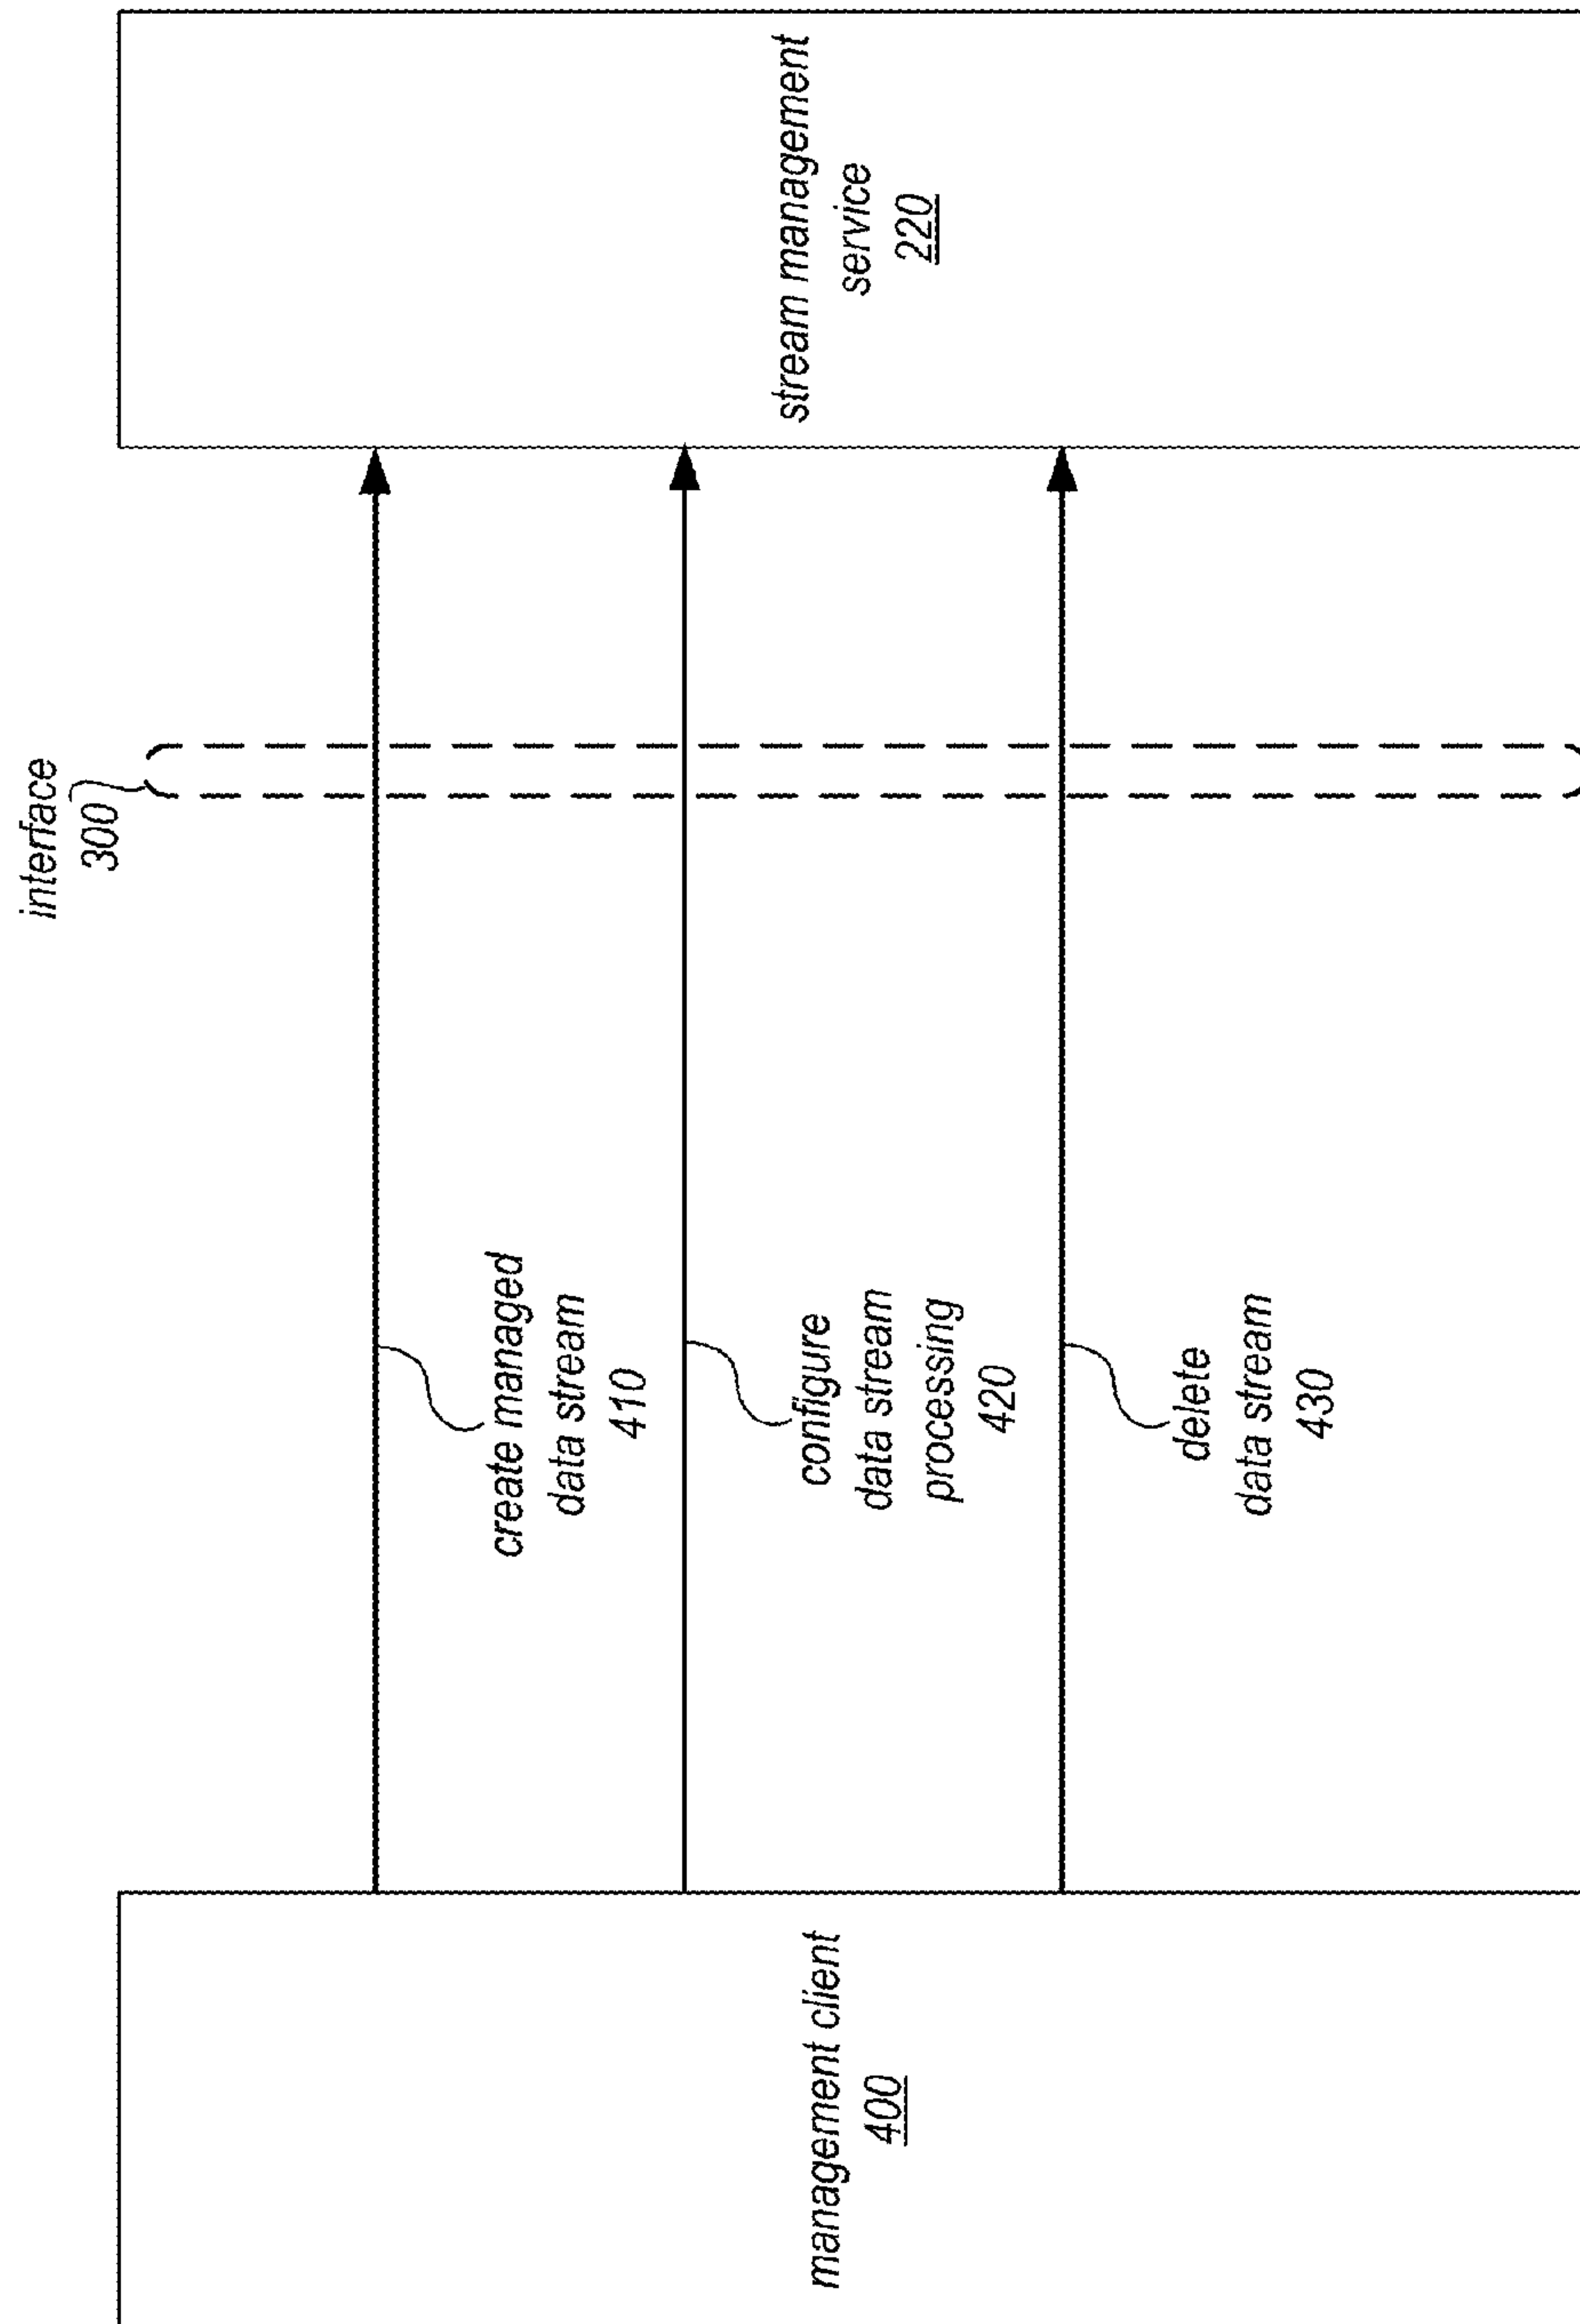 interface
300
management client
400
create managed
data stream
410
configure
data stream
processing
420
delete
data stream
430
stream management
service
220